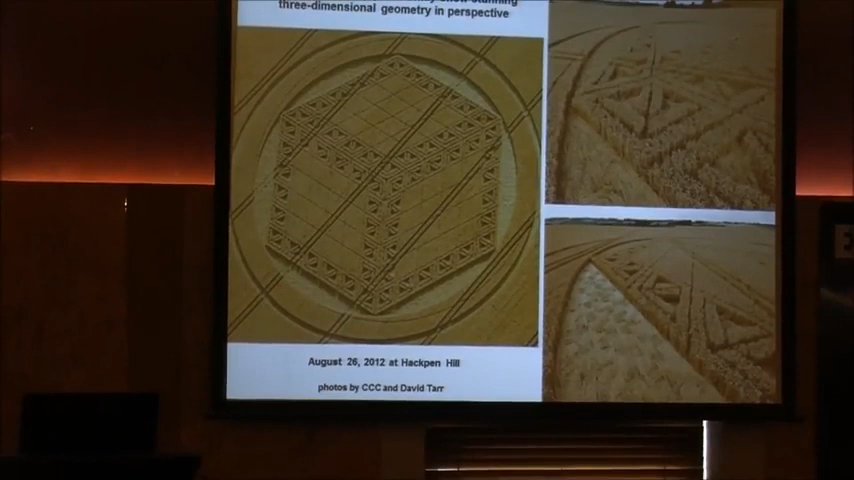 three-dimensional geometry in perspective
August 26, 2012 at Hackpen Hill
photos by CCC and David Tarr